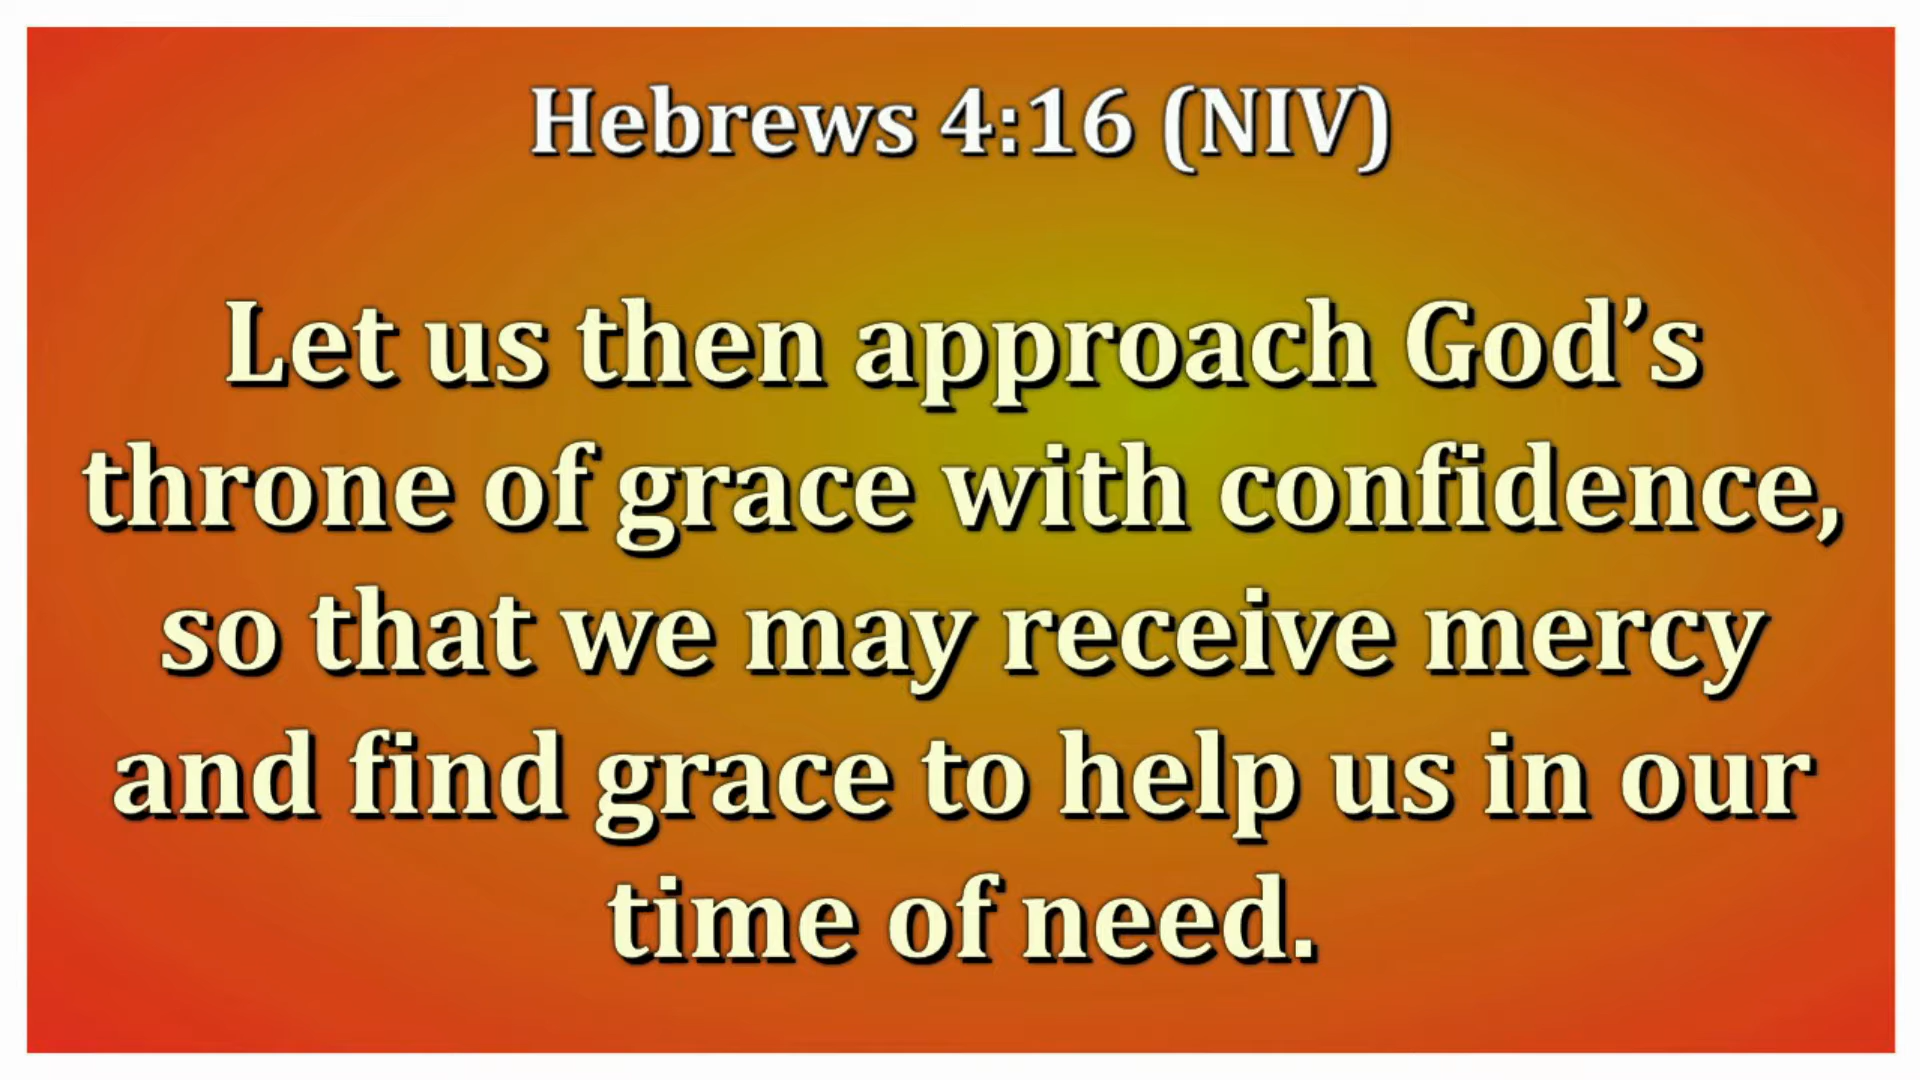 Hebrews 4:16 (NIV)
Let us then approach God’s
throne of grace with confidence,
so that we may receive mercy
and find grace to help us in our
time of need.